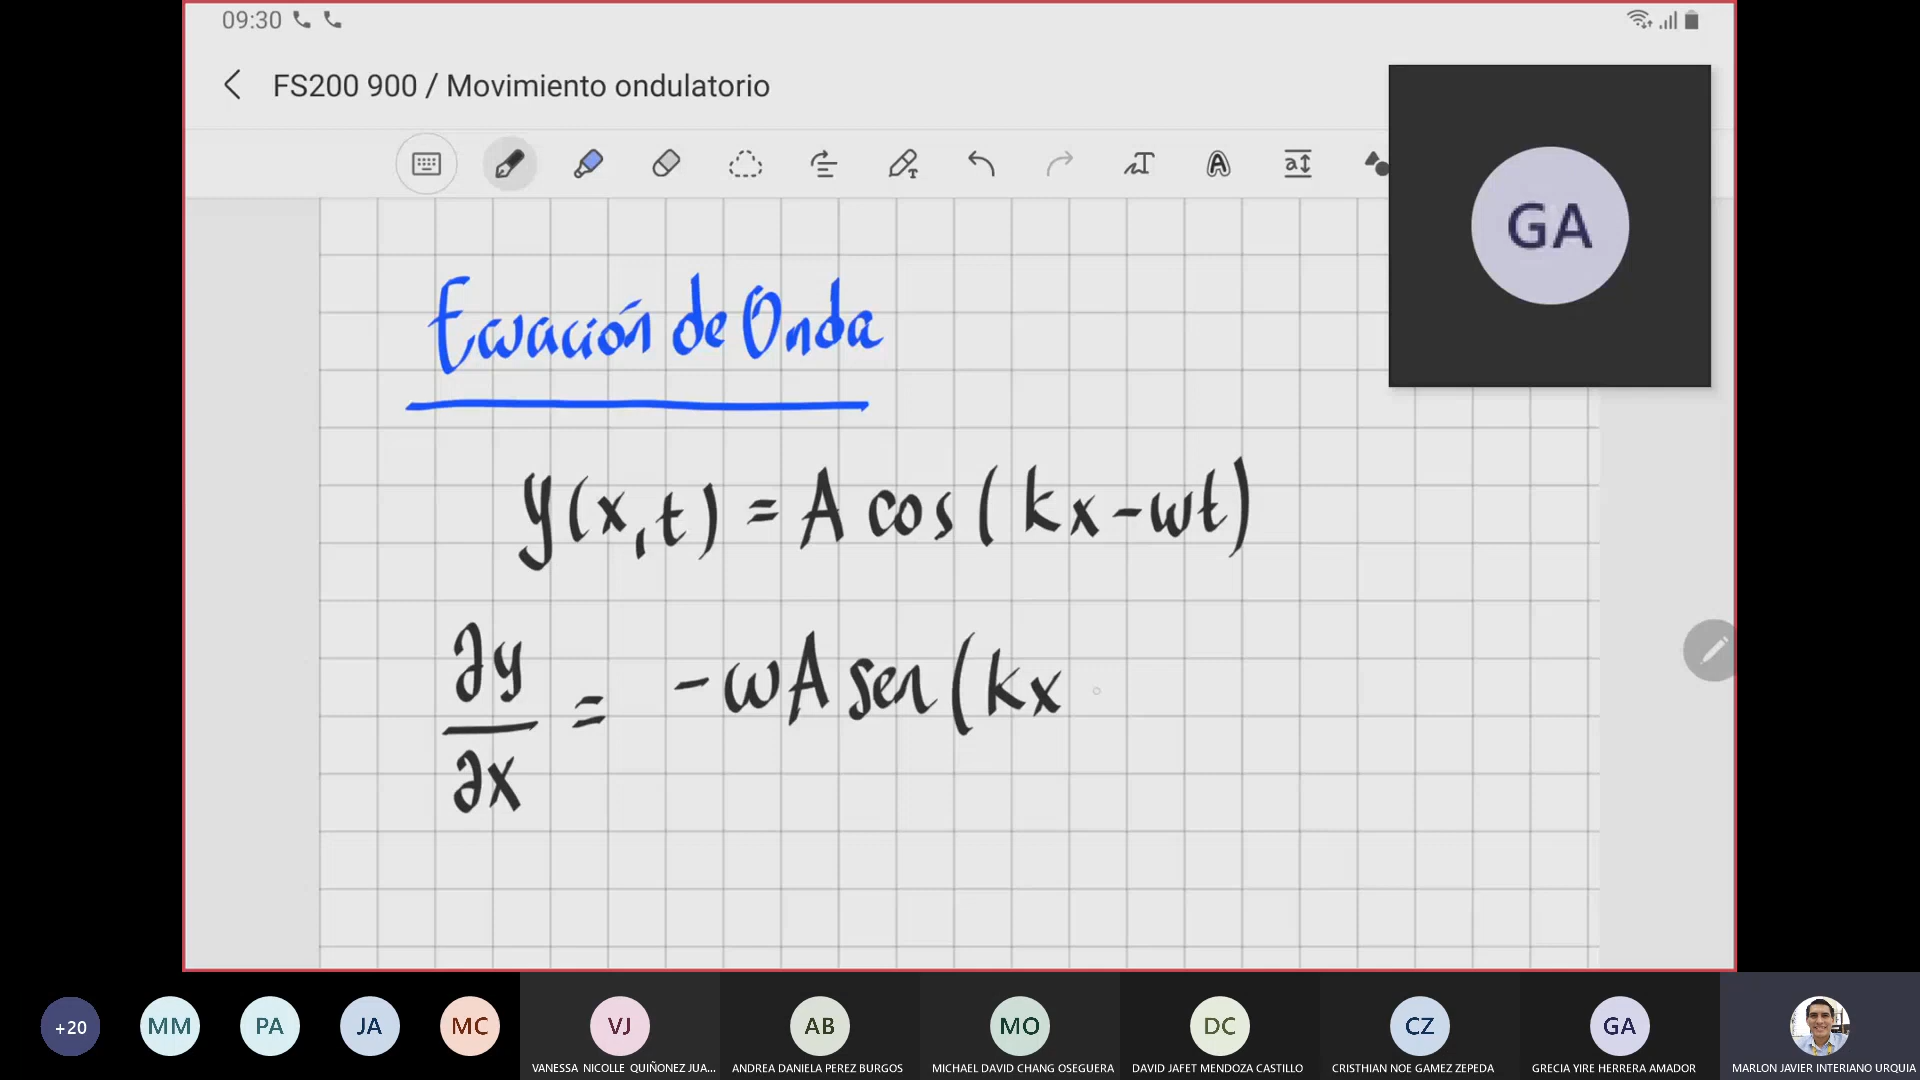 09:30
FS200 900 / Movimiento ondulatorio
GA
Ecuación de Onda
y(x,t) = A cos(kx-ωt)
∂y/∂x = -ωA sen(kx
+20
MM
PA
JA
MC
VJ
AB
MO
DC
CZ
GA
VANESSA NICOLLE QUIÑONEZ JUA...
ANDREA DANIELA PEREZ BURGOS
MICHAEL DAVID CHANG OSEGUERA
DAVID JAFET MENDOZA CASTILLO
CRISTHIAN NOE GAMEZ ZEPEDA
GRECIA YIRE HERRERA AMADOR
MARLON JAVIER INTERIANO URQUIA